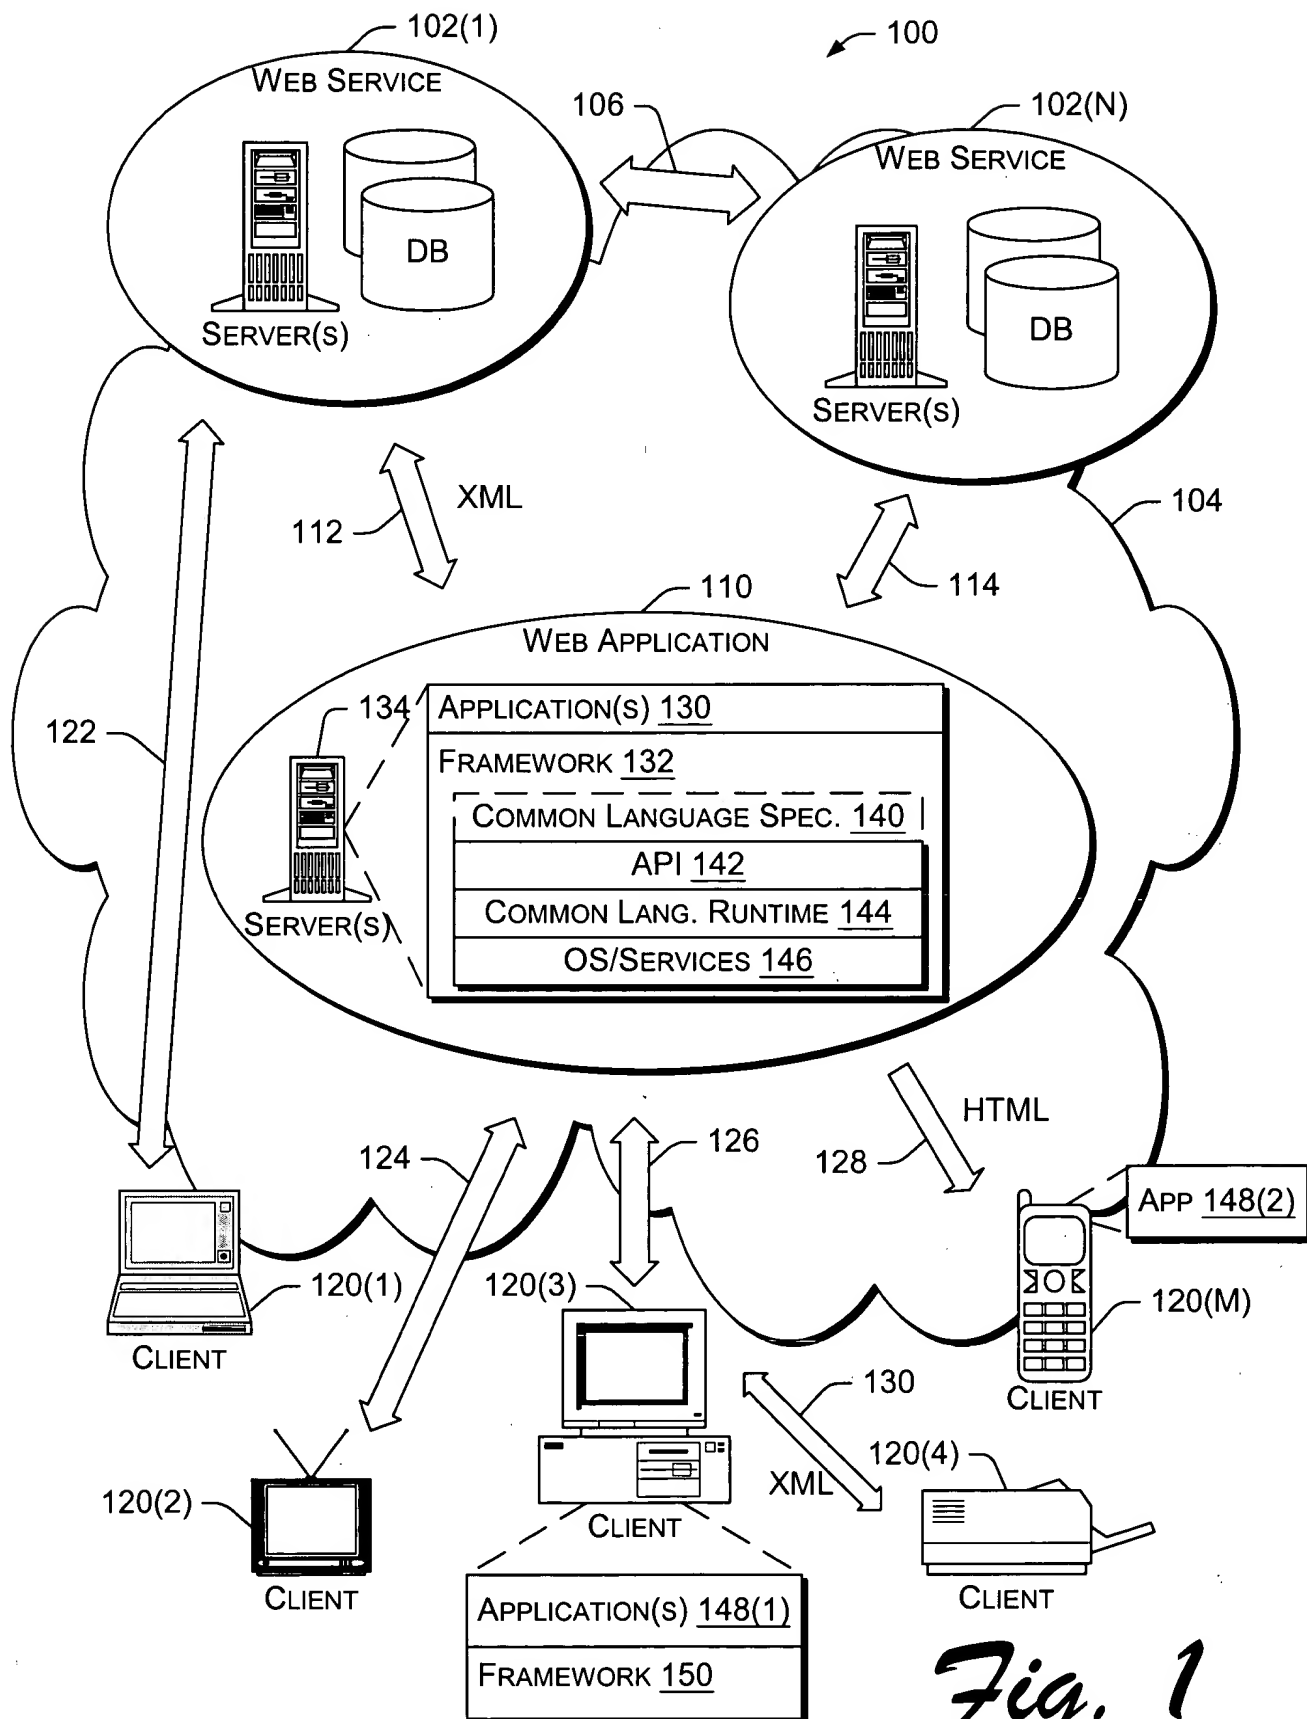 102(1)
100
WEB SERVICE
106
102(N)
WEB SERVICE
DB
SERVER(S)
DB
SERVER(S)
XML
112
104
114
110
WEB APPLICATION
134
APPLICATION(S) 130
122
FRAMEWORK 132
COMMON LANGUAGE SPEC. 140
API 142
COMMON LANG. RUNTIME 144
SERVER(S)
OS/SERVICES 146
HTML
124
126
128
APP 148(2)
120(1)
120(3)
120(M)
CLIENT
CLIENT
130
120(4)
XML
120(2)
CLIENT
CLIENT
CLIENT
APPLICATION(S) 148(1)
FRAMEWORK 150
Fig. 1